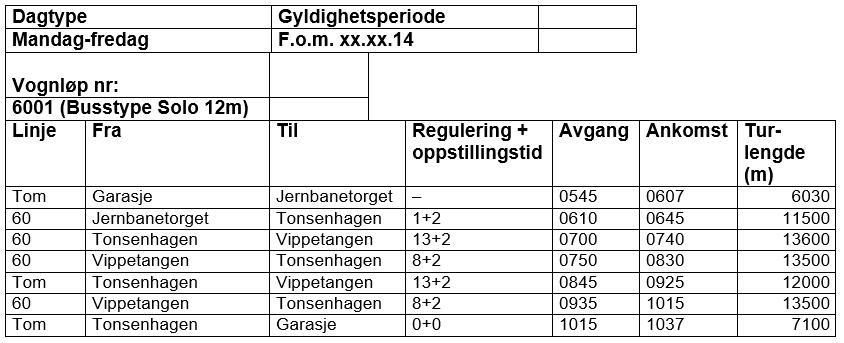 Dagtype Gyldighetsperiode
Mandag-fredag F.o.m. xx.xx.14
Vognløp nr:
6001 (Busstype Solo 12m)
Linje Fra Til Regulering + Avgang Ankomst Tur-
oppstillingstid lengde
(m)
Tom Garasje Jernbanetorget – 0545 0607 6030
60 Jernbanetorget Tonsenhagen 1+2 0610 0645 11500
60 Tonsenhagen Vippetangen 13+2 0700 0740 13600
60 Vippetangen Tonsenhagen 8+2 0750 0830 13500
Tom Tonsenhagen Vippetangen 13+2 0845 0925 12000
60 Vippetangen Tonsenhagen 8+2 0935 1015 13500
Tom Tonsenhagen Garasje 0+0 1015 1037 7100